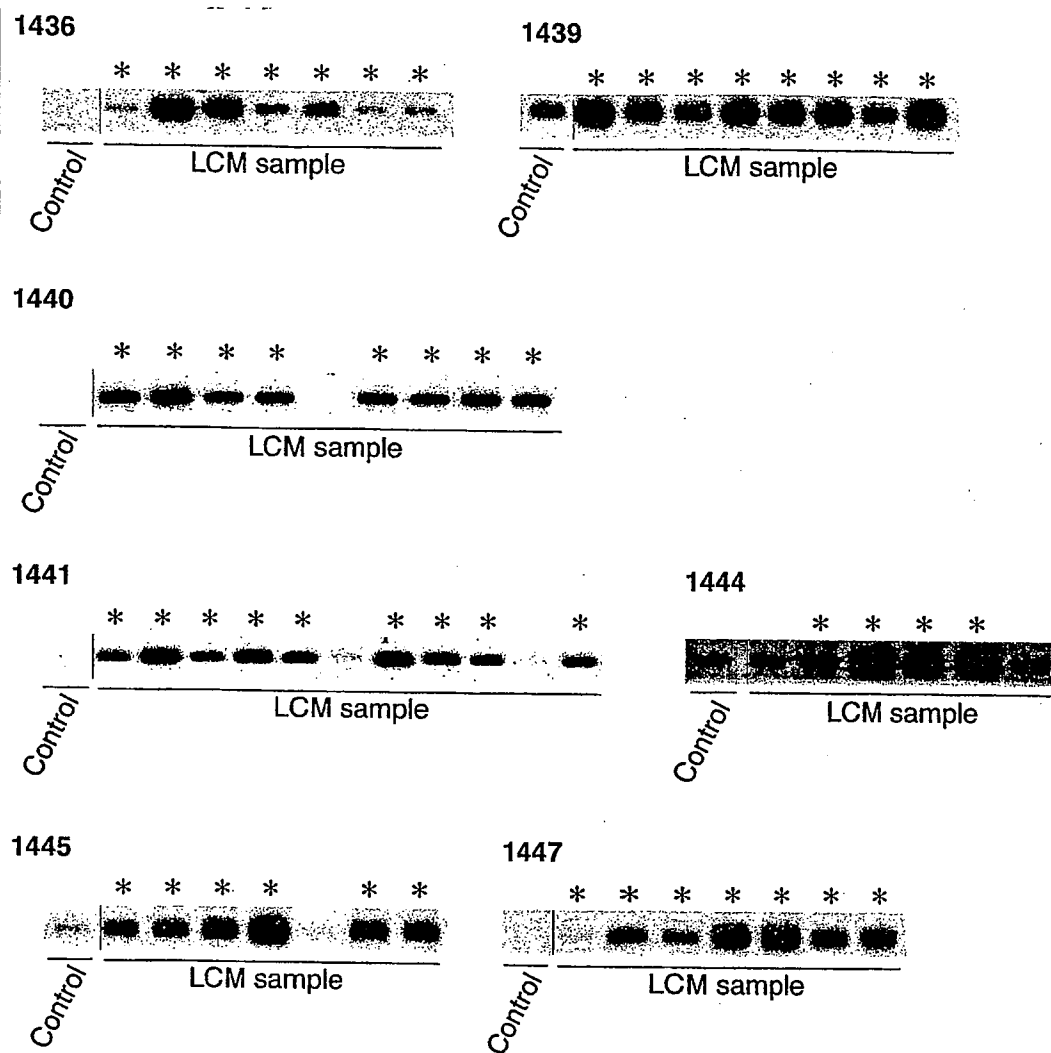 1436
* * * * * * *
Control
LCM sample
1439
* * * * * * * *
Control
LCM sample
1440
* * * * * * * *
Control
LCM sample
1441
* * * * * * * * *
Control
LCM sample
1444
* * * *
Control
LCM sample
1445
* * * * * *
Control
LCM sample
1447
* * * * * * *
Control
LCM sample